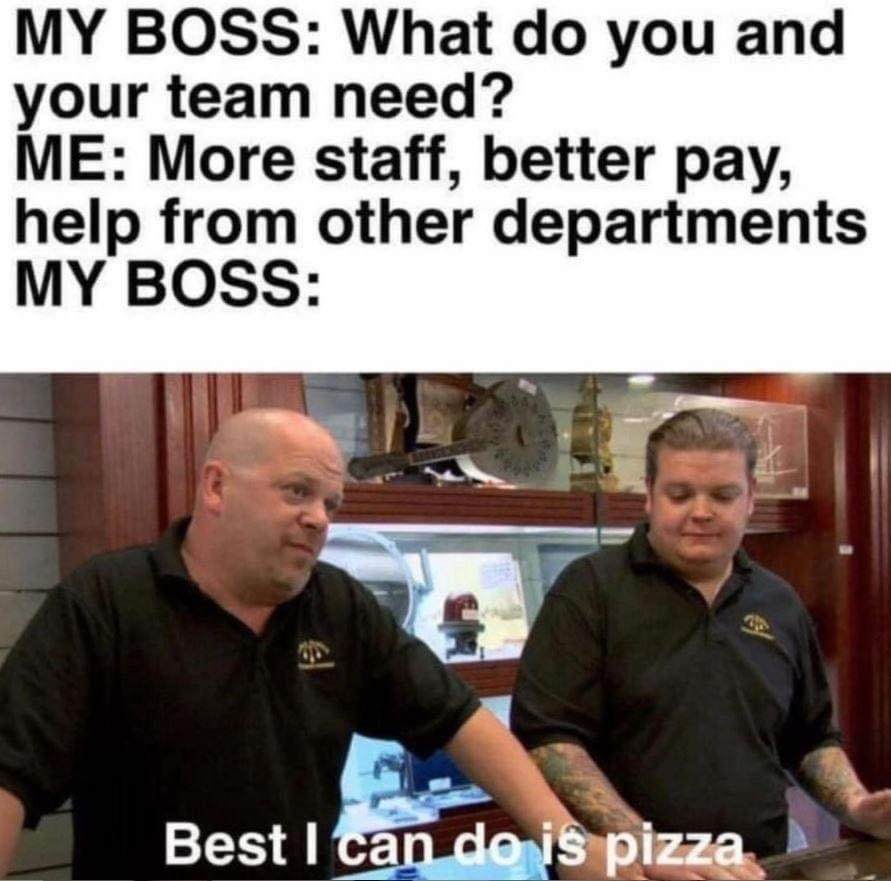 MY BOSS: What do you and
your team need?
ME: More staff, better pay,
help from other departments
MY BOSS:
Best I can do is pizza